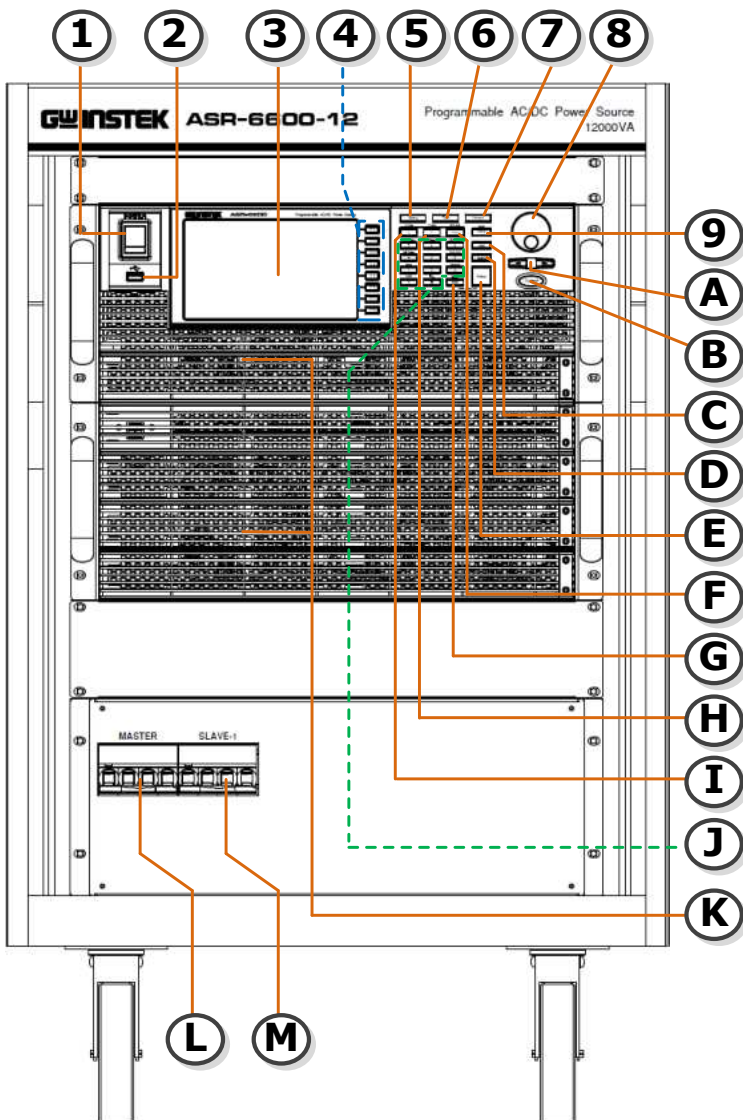 1 2 3 4 5 6 7 8
GWINSTEK ASR-6600-12 Programmable AC/DC Power Source
12000VA
9
A
B
C
D
E
F
G
H
I
J
K
MASTER SLAVE-1
L M